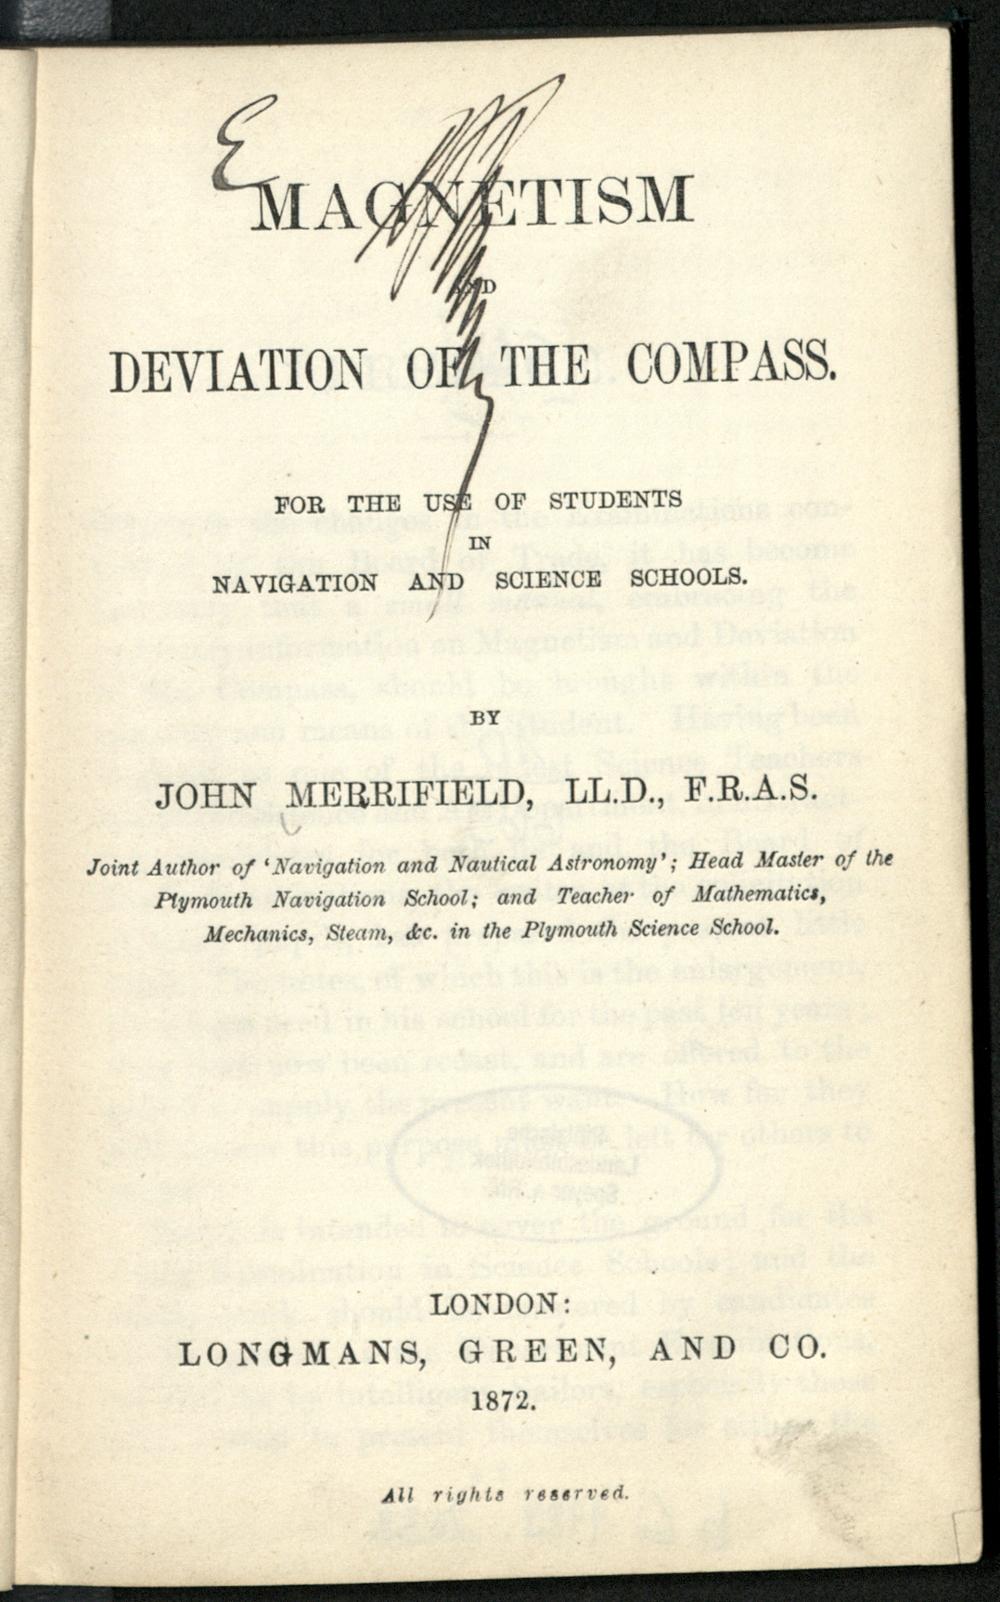 MAGNETISM
AND
DEVIATION OF THE COMPASS.
FOR THE USE OF STUDENTS
IN
NAVIGATION AND SCIENCE SCHOOLS.
BY
JOHN MERRIFIELD, LL.D., F.R.A.S.
Joint Author of ‘Navigation and Nautical Astronomy’; Head Master of the
Plymouth Navigation School; and Teacher of Mathematics,
Mechanics, Steam, &c. in the Plymouth Science School.
LONDON:
LONGMANS, GREEN, AND CO.
1872.
All rights reserved.